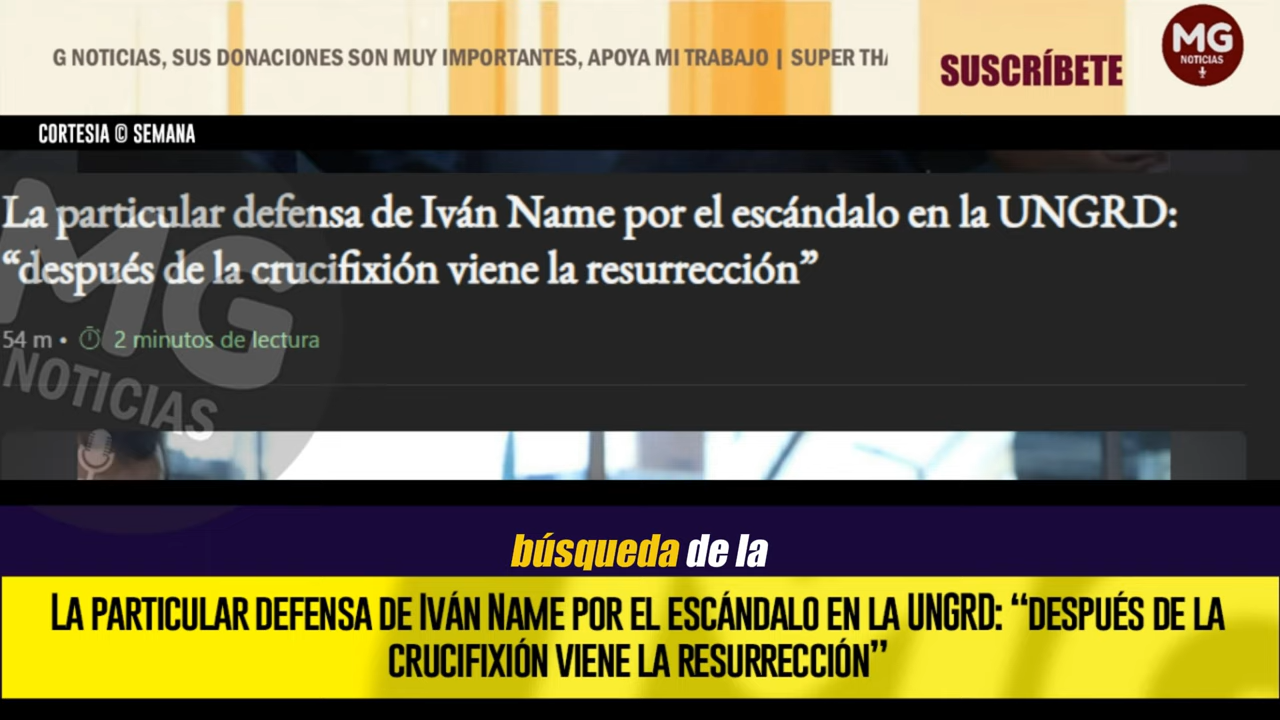 G NOTICIAS, SUS DONACIONES SON MUY IMPORTANTES, APOYA MI TRABAJO | SUPER
SUSCRÍBETE
MG
NOTICIAS
CORTESIA © SEMANA
La particular defensa de Iván Name por el escándalo en la UNGRD:
“después de la crucifixión viene la resurrección”
54 m • 2 minutos de lectura
MG
NOTICIAS
búsqueda de la
LA PARTICULAR DEFENSA DE IVÁN NAME POR EL ESCÁNDALO EN LA UNGRD: “DESPUÉS DE LA
CRUCIFIXIÓN VIENE LA RESURRECCIÓN”